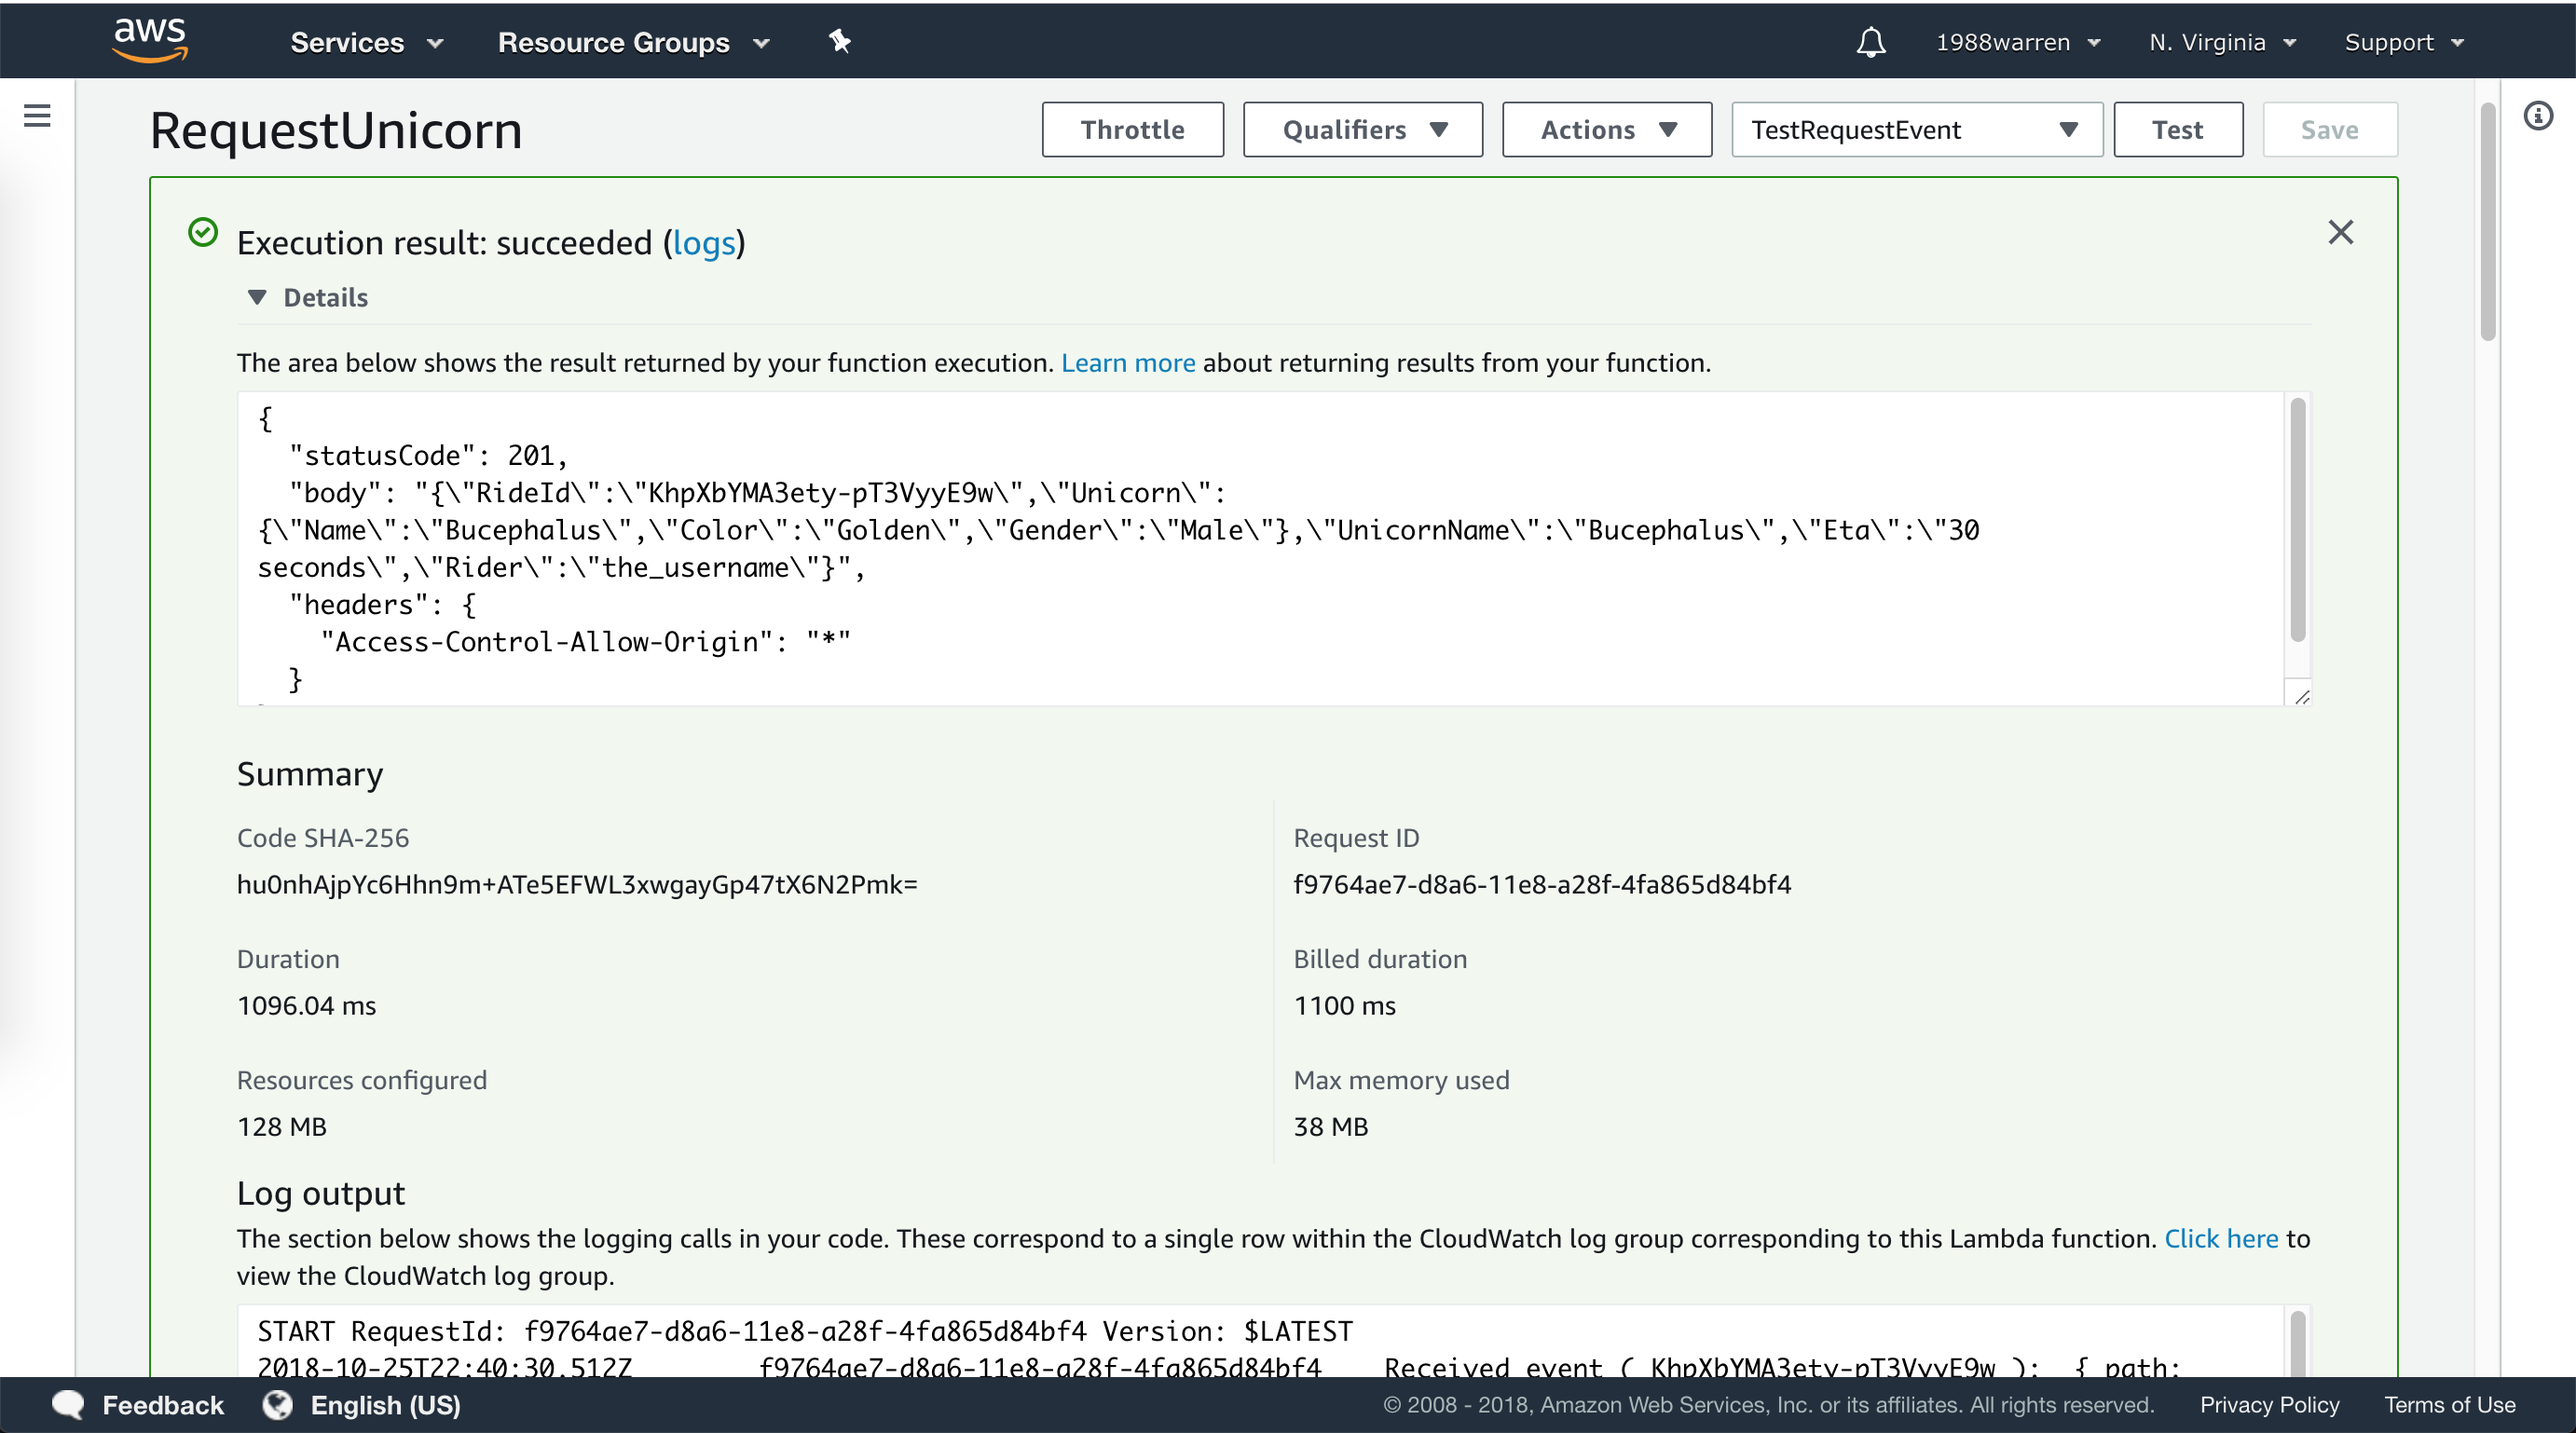 aws Services Resource Groups 1988warren N. Virginia Support
RequestUnicorn Throttle Qualifiers Actions TestRequestEvent Test Save
Execution result: succeeded (logs)
Details
The area below shows the result returned by your function execution. Learn more about returning results from your function.
{
"statusCode": 201,
"body": "{\"RideId\":\"KhpXbYMA3ety-pT3VyyE9w\",\"Unicorn\":
{\"Name\":\"Bucephalus\",\"Color\":\"Golden\",\"Gender\":\"Male\"},\"UnicornName\":\"Bucephalus\",\"Eta\":\"30
seconds\",\"Rider\":\"the_username\"}",
"headers": {
"Access-Control-Allow-Origin": "*"
}
Summary
Code SHA-256
hu0nhAjpYc6Hhn9m+ATe5EFWL3xwgayGp47tX6N2Pmk=
Request ID
f9764ae7-d8a6-11e8-a28f-4fa865d84bf4
Duration
1096.04 ms
Billed duration
1100 ms
Resources configured
128 MB
Max memory used
38 MB
Log output
The section below shows the logging calls in your code. These correspond to a single row within the CloudWatch log group corresponding to this Lambda function. Click here to
view the CloudWatch log group.
START RequestId: f9764ae7-d8a6-11e8-a28f-4fa865d84bf4 Version: $LATEST
2018-10-25T22:40:30.512Z f9764ae7-d8a6-11e8-a28f-4fa865d84bf4 Received event ( KhpXbYMA3ety-pT3VyyE9w ): { path:
Feedback English (US) © 2008 - 2018, Amazon Web Services, Inc. or its affiliates. All rights reserved. Privacy Policy Terms of Use